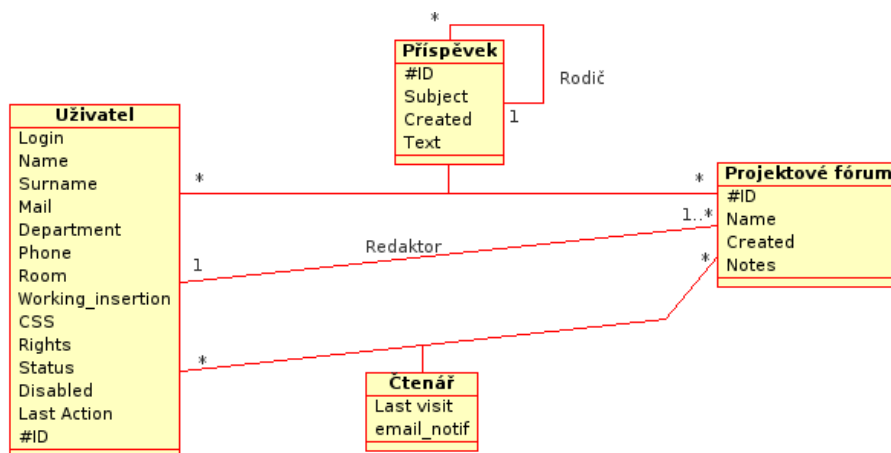 *
Příspěvek
#ID
Subject
Created
Text
Rodič
1
Uživatel
Login
Name
Surname
Mail
Department
Phone
Room
Working_insertion
CSS
Rights
Status
Disabled
Last Action
#ID
*
*
Projektové fórum
#ID
Name
Created
Notes
1..*
Redaktor
1
*
*
Čtenář
Last visit
email_notif